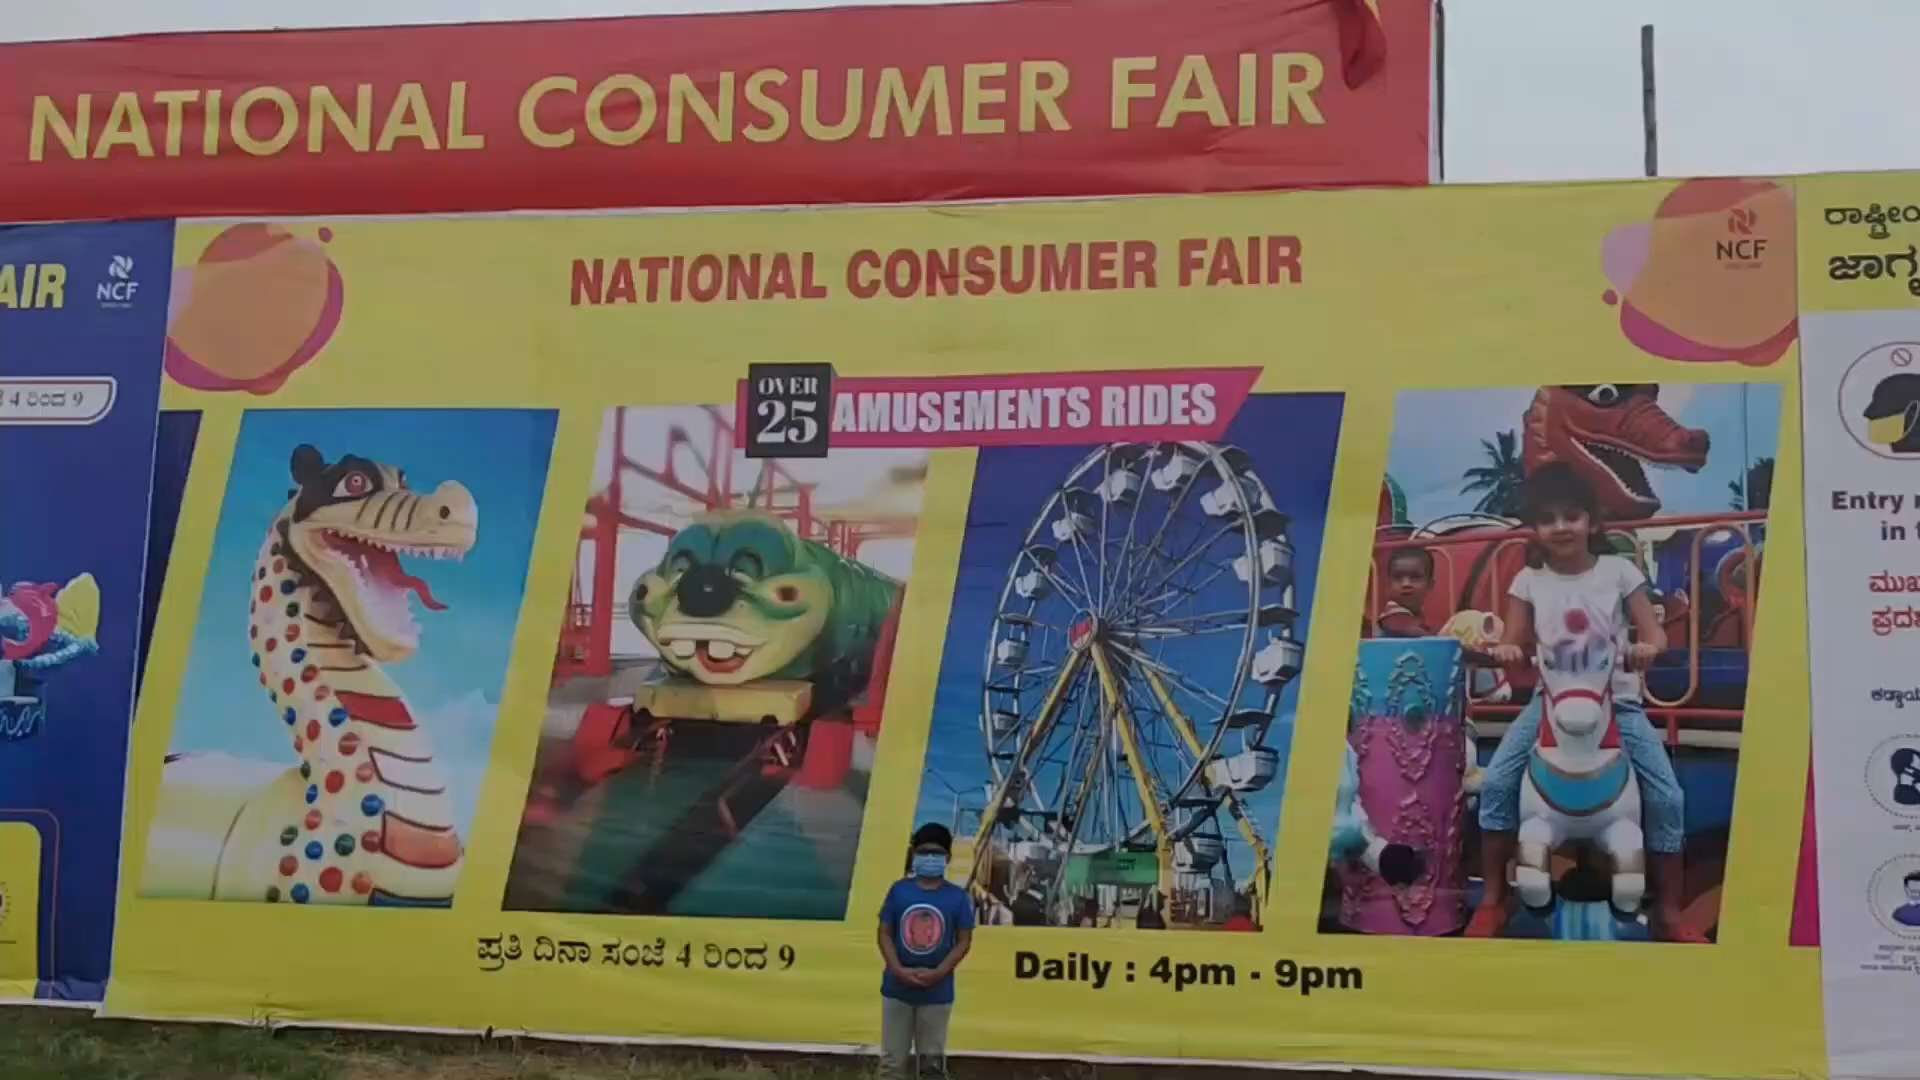 NATIONAL CONSUMER FAIR
AIR
NCF
4 ರಿಂದ 9
NATIONAL CONSUMER FAIR
NCF
OVER
25
AMUSEMENTS RIDES
ಪ್ರತಿ ದಿನಾ ಸಂಜೆ 4 ರಿಂದ 9
Daily : 4pm - 9pm
Entry
in